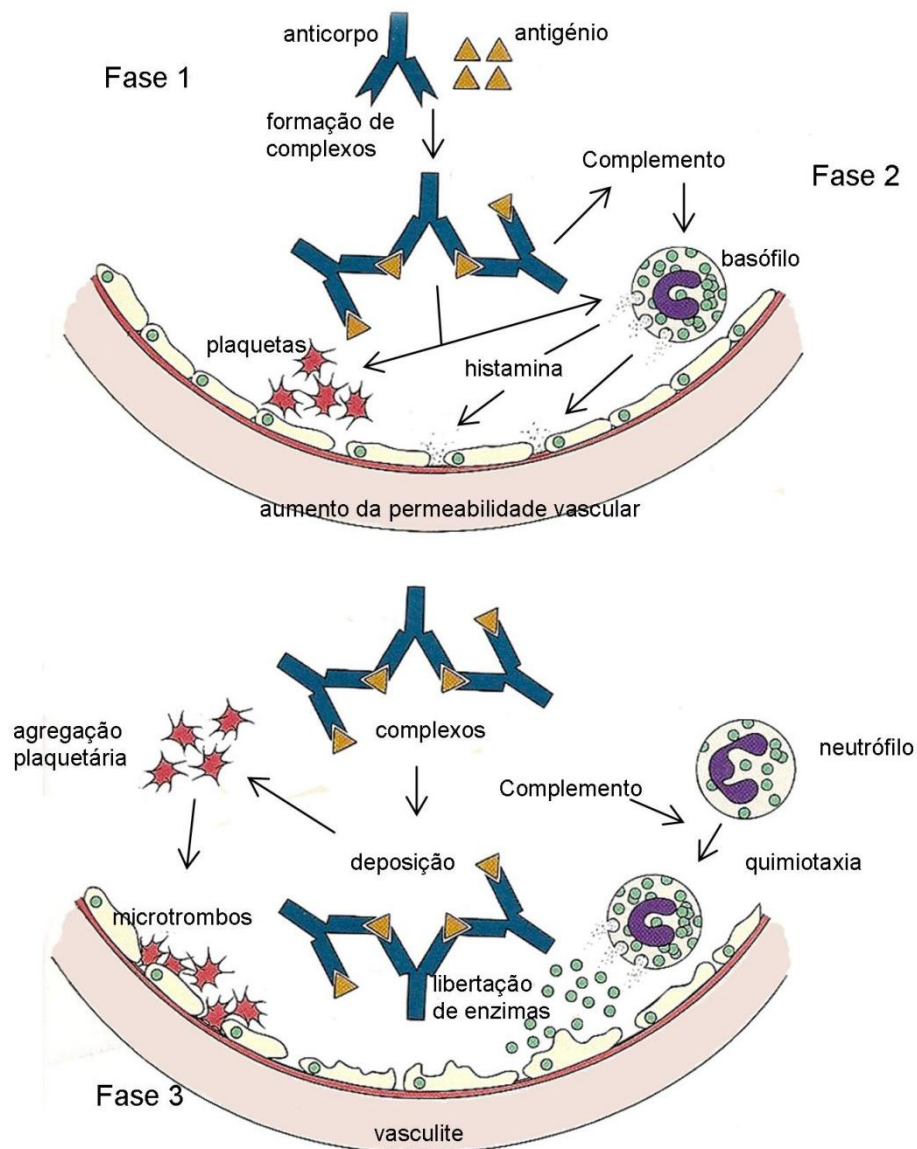 anticorpo
antigénio
Fase 1
formação de
complexos
Complemento
Fase 2
basófilo
plaquetas
histamina
aumento da permeabilidade vascular
complexos
agregação
plaquetária
neutrófilo
Complemento
deposição
quimiotaxia
microtrombos
libertação
de enzimas
Fase 3
vasculite